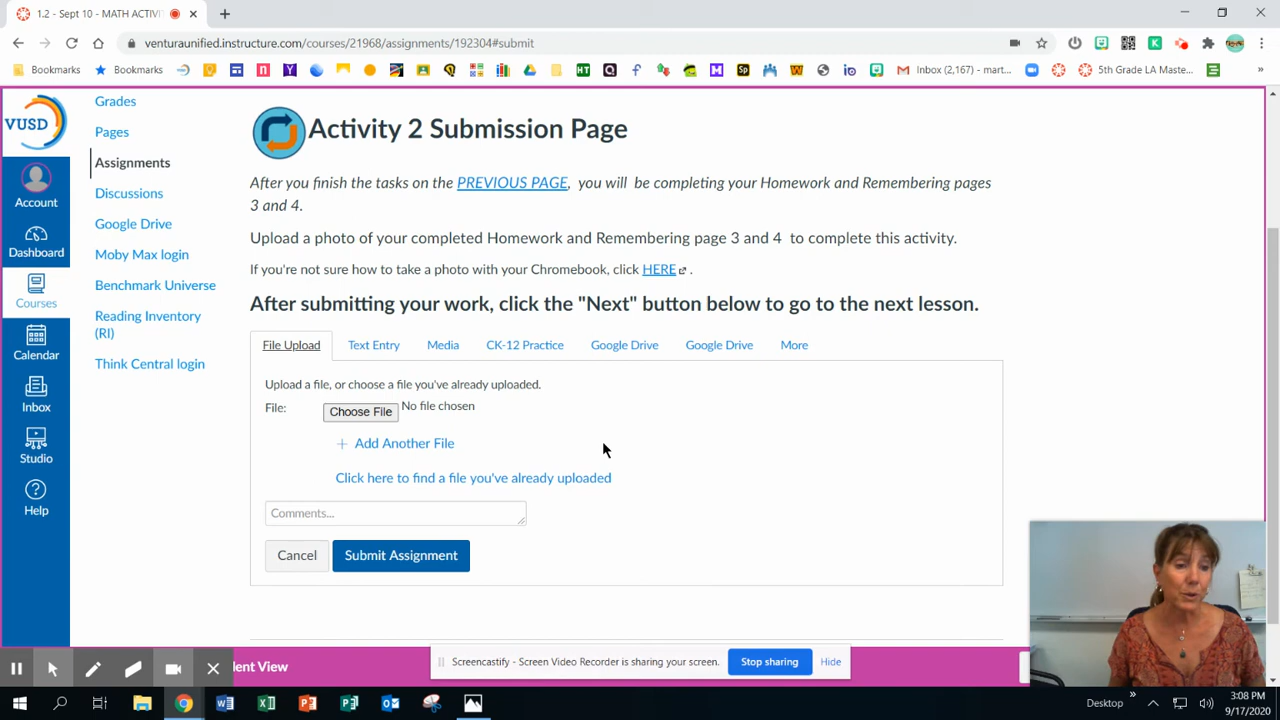 1.2 - Sept 10 - MATH ACTIVI
venturaunified.instructure.com/courses/21968/assignments/192304#submit
Bookmarks
Bookmarks
Inbox (2,167) - mart...
5th Grade LA Maste...
VUSD
Account
Dashboard
Courses
Calendar
Inbox
Studio
Help
Grades
Pages
Assignments
Discussions
Google Drive
Moby Max login
Benchmark Universe
Reading Inventory
(RI)
Think Central login
Activity 2 Submission Page
After you finish the tasks on the PREVIOUS PAGE, you will be completing your Homework and Remembering pages
3 and 4.
Upload a photo of your completed Homework and Remembering page 3 and 4 to complete this activity.
If you're not sure how to take a photo with your Chromebook, click HERE .
After submitting your work, click the "Next" button below to go to the next lesson.
File Upload Text Entry Media CK-12 Practice Google Drive Google Drive More
Upload a file, or choose a file you've already uploaded.
File: Choose File No file chosen
+ Add Another File
Click here to find a file you've already uploaded
Comments...
Cancel Submit Assignment
dent View
Screencastify - Screen Video Recorder is sharing your screen. Stop sharing Hide
Desktop
3:08 PM
9/17/2020